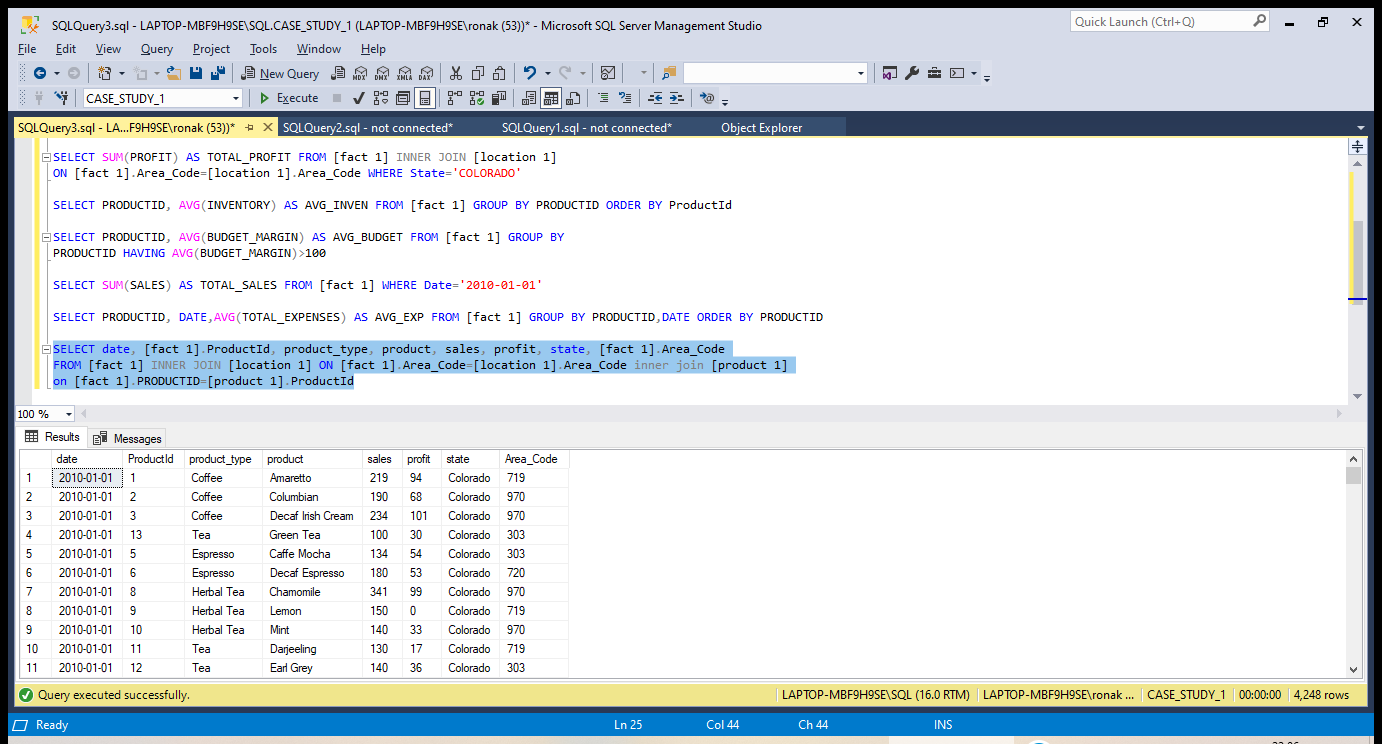 SQLQuery3.sql - LAPTOP-MBF9H9SE\SQL.CASE_STUDY_1 (LAPTOP-MBF9H9SE\ronak (53))* - Microsoft SQL Server Management Studio
Quick Launch (Ctrl+Q)
File Edit View Query Project Tools Window Help
New Query MDX DMX XMLA DAX
CASE_STUDY_1 Execute
SQLQuery3.sql - LA...F9H9SE\ronak (53))* SQLQuery2.sql - not connected* SQLQuery1.sql - not connected* Object Explorer
SELECT SUM(PROFIT) AS TOTAL_PROFIT FROM [fact 1] INNER JOIN [location 1]
ON [fact 1].Area_Code=[location 1].Area_Code WHERE State='COLORADO'
SELECT PRODUCTID, AVG(INVENTORY) AS AVG_INVEN FROM [fact 1] GROUP BY PRODUCTID ORDER BY ProductId
SELECT PRODUCTID, AVG(BUDGET_MARGIN) AS AVG_BUDGET FROM [fact 1] GROUP BY
PRODUCTID HAVING AVG(BUDGET_MARGIN)>100
SELECT SUM(SALES) AS TOTAL_SALES FROM [fact 1] WHERE Date='2010-01-01'
SELECT PRODUCTID, DATE,AVG(TOTAL_EXPENSES) AS AVG_EXP FROM [fact 1] GROUP BY PRODUCTID,DATE ORDER BY PRODUCTID
SELECT date, [fact 1].ProductId, product_type, product, sales, profit, state, [fact 1].Area_Code
FROM [fact 1] INNER JOIN [location 1] ON [fact 1].Area_Code=[location 1].Area_Code inner join [product 1]
on [fact 1].PRODUCTID=[product 1].ProductId
100 %
Results Messages
date ProductId product_type product sales profit state Area_Code
1 2010-01-01 1 Coffee Amaretto 219 94 Colorado 719
2 2010-01-01 2 Coffee Columbian 190 68 Colorado 970
3 2010-01-01 3 Coffee Decaf Irish Cream 234 101 Colorado 970
4 2010-01-01 13 Tea Green Tea 100 30 Colorado 303
5 2010-01-01 5 Espresso Caffe Mocha 134 54 Colorado 303
6 2010-01-01 6 Espresso Decaf Espresso 180 53 Colorado 720
7 2010-01-01 8 Herbal Tea Chamomile 341 99 Colorado 970
8 2010-01-01 9 Herbal Tea Lemon 150 0 Colorado 719
9 2010-01-01 10 Herbal Tea Mint 140 33 Colorado 970
10 2010-01-01 11 Tea Darjeeling 130 17 Colorado 719
11 2010-01-01 12 Tea Earl Grey 140 36 Colorado 303
Query executed successfully. LAPTOP-MBF9H9SE\SQL (16.0 RTM) LAPTOP-MBF9H9SE\ronak ... CASE_STUDY_1 00:00:00 4,248 rows
Ready Ln 25 Col 44 Ch 44 INS